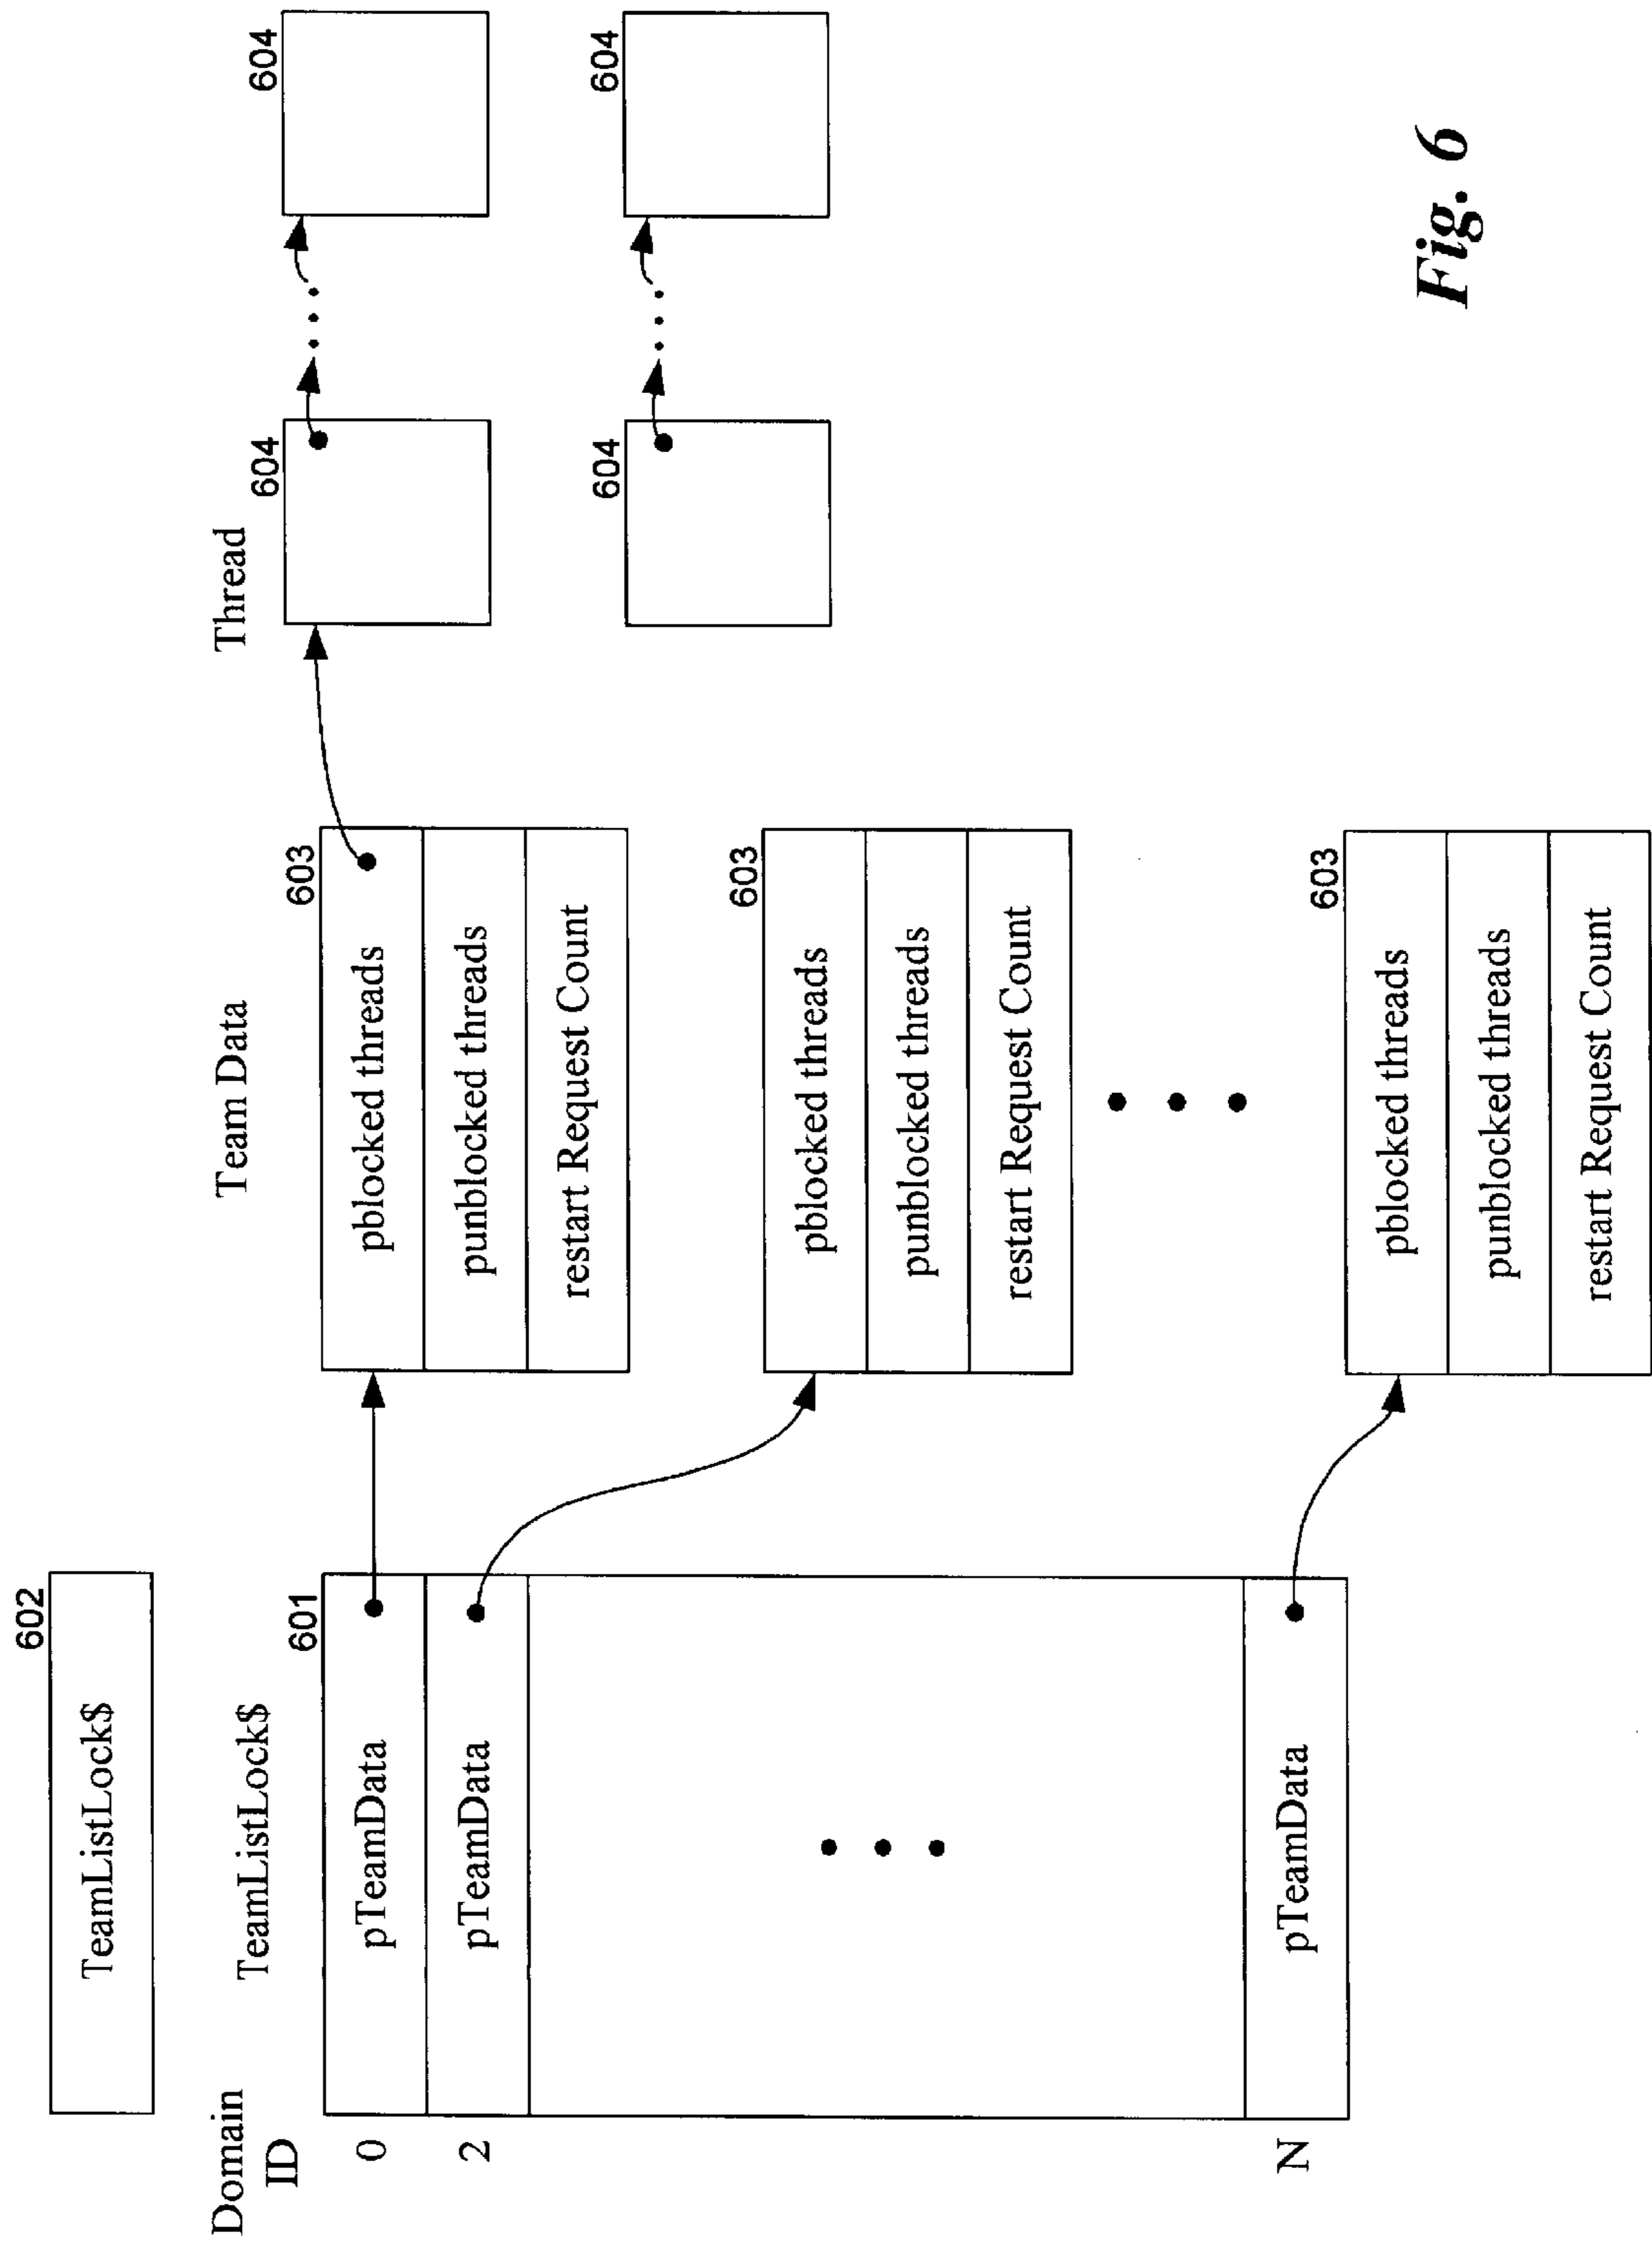 602
TeamListLock$
Domain
ID
TeamListLock$
Team Data
Thread
601
603
604
604
0
pTeamData
pblocked threads
2
pTeamData
punblocked threads
restart Request Count
604
604
603
pblocked threads
punblocked threads
restart Request Count
603
N
pTeamData
pblocked threads
punblocked threads
restart Request Count
Fig. 6